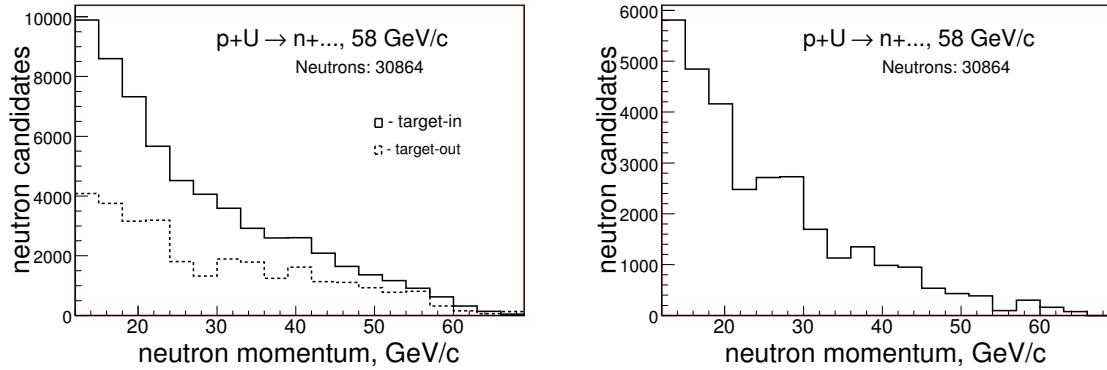 10000
8000
6000
4000
2000
0
neutron candidates
p+U → n+..., 58 GeV/c
Neutrons: 30864
- target-in
- target-out
20 30 40 50 60
neutron momentum, GeV/c
6000
5000
4000
3000
2000
1000
0
neutron candidates
p+U → n+..., 58 GeV/c
Neutrons: 30864
20 30 40 50 60
neutron momentum, GeV/c